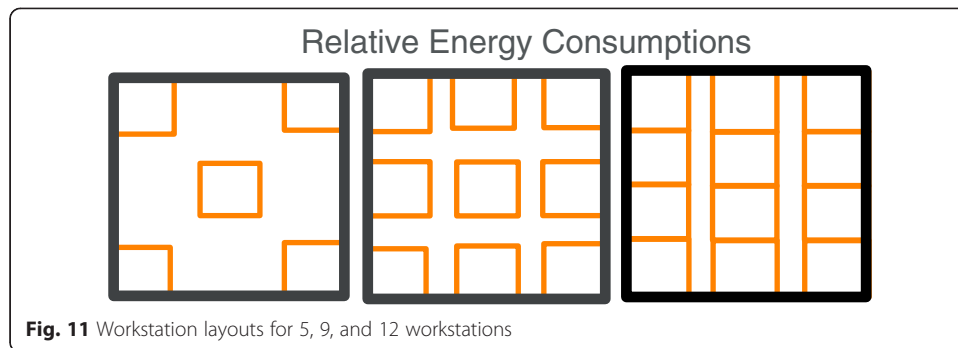 Relative Energy Consumptions
Fig. 11 Workstation layouts for 5, 9, and 12 workstations